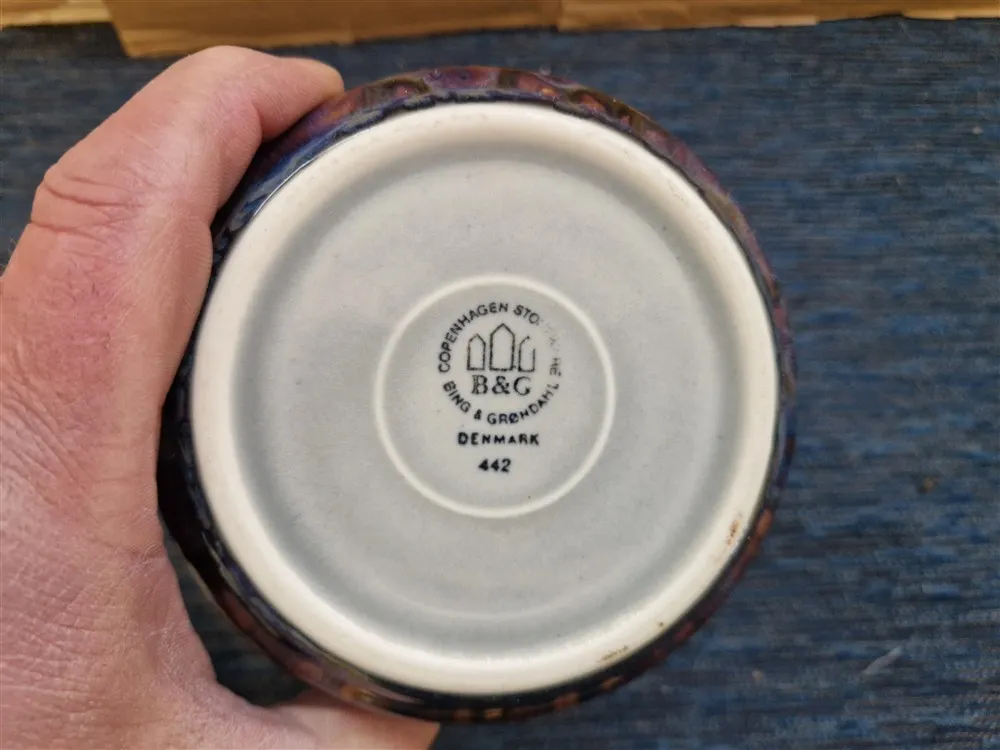 COPENHAGEN
B&G
BING & GRØNDAHL
DENMARK
442